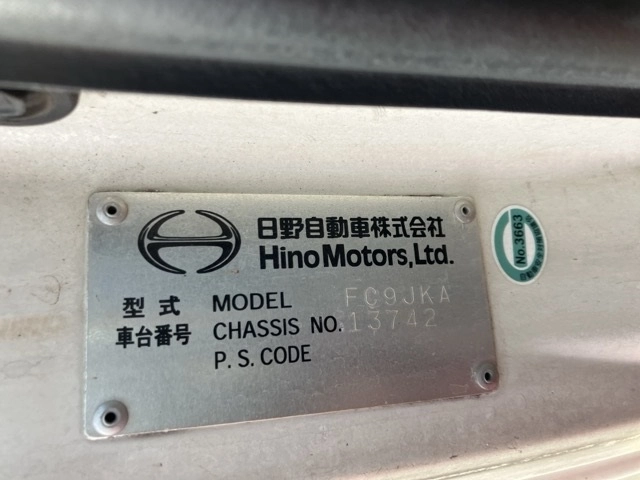 日野自動車株式会社
Hino Motors, Ltd.
型式 MODEL FC9JKA
車台番号 CHASSIS NO. 13742
P.S. CODE
No.3663